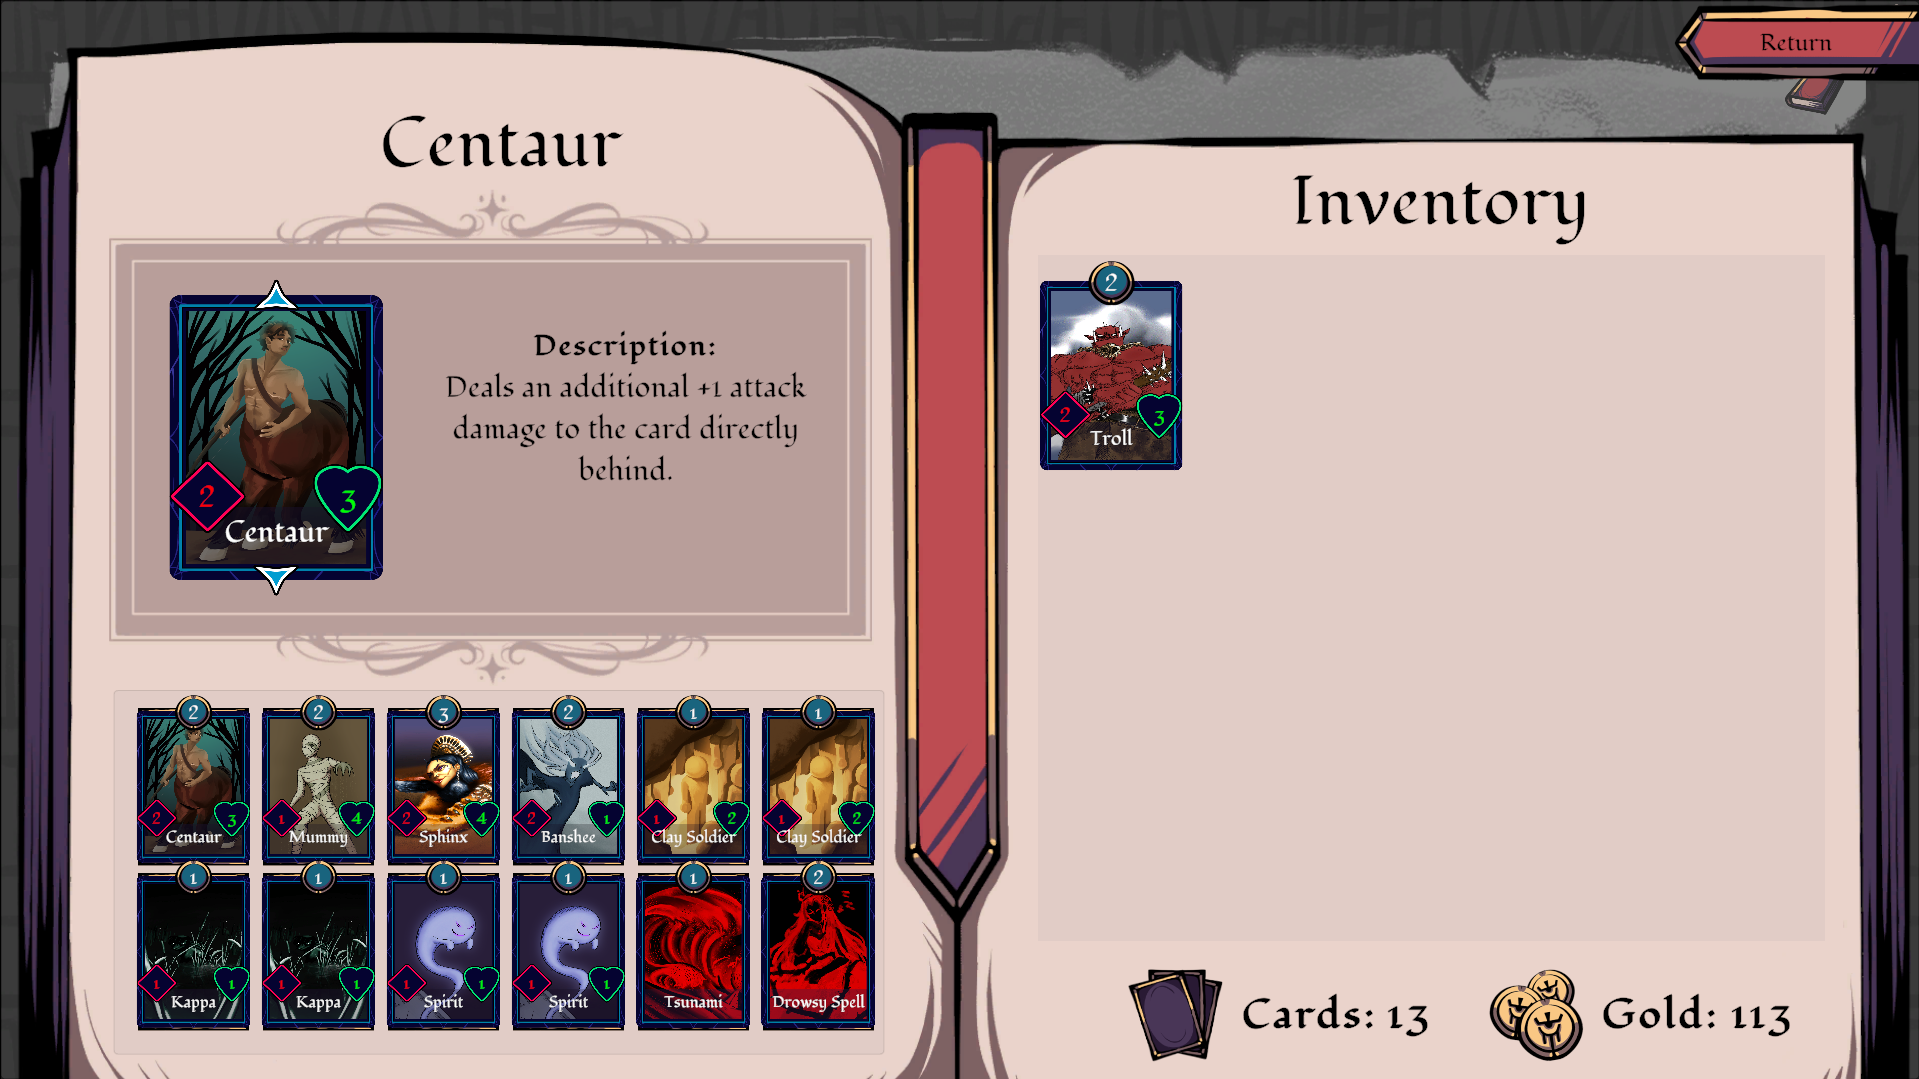 Return
Centaur
2
3
Centaur
Description:
Deals an additional +1 attack
damage to the card directly
behind.
2
2
3
Centaur
2
1
4
Mummy
3
2
4
Sphinx
2
2
1
Banshee
1
1
2
Clay Soldier
1
1
2
Clay Soldier
1
1
1
Kappa
1
1
1
Kappa
1
1
1
Spirit
1
1
1
Spirit
1
Tsunami
2
Drowsy Spell
Inventory
2
2
3
Troll
Cards: 13
Gold: 113